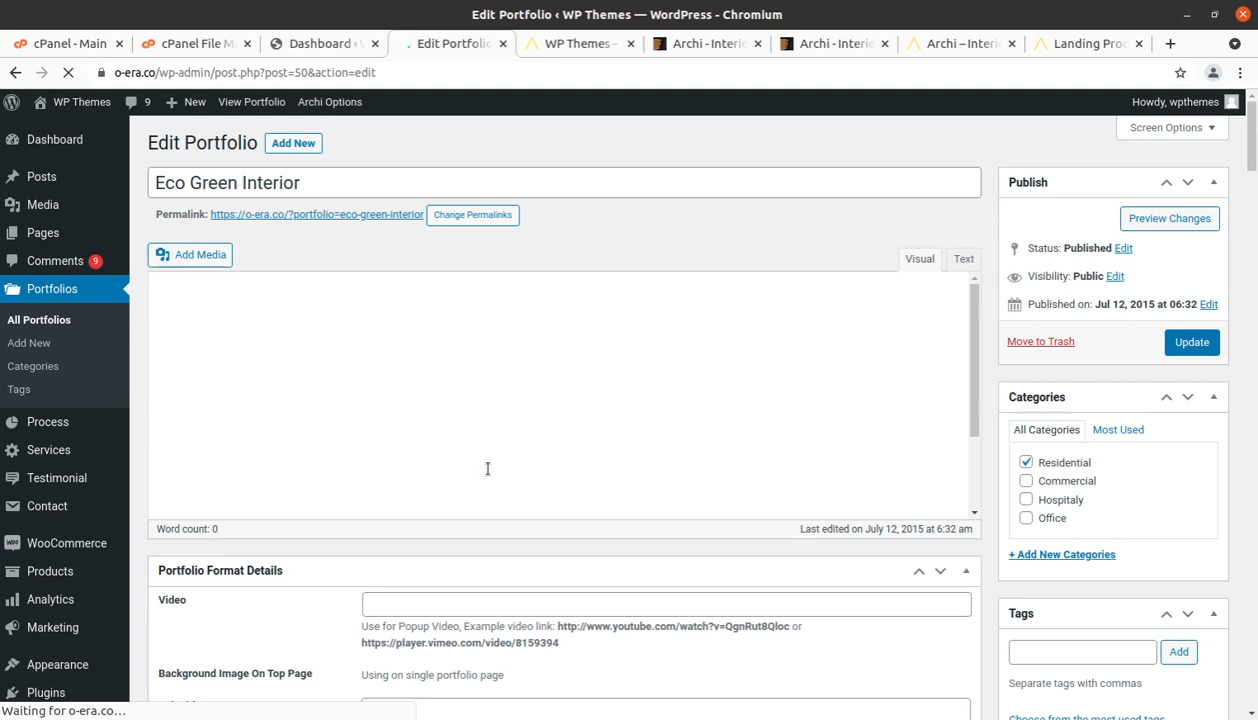 Edit Portfolio ‹ WP Themes — WordPress - Chromium
cPanel - Main
cPanel File M
Dashboard ‹
Edit Portfolio
WP Themes –
Archi - Interio
Archi - Interio
Archi – Interi
Landing Proc
o-era.co/wp-admin/post.php?post=50&action=edit
WP Themes
9
New
View Portfolio
Archi Options
Howdy, wpthemes
Screen Options
Dashboard
Posts
Media
Pages
Comments 9
Portfolios
All Portfolios
Add New
Categories
Tags
Process
Services
Testimonial
Contact
WooCommerce
Products
Analytics
Marketing
Appearance
Plugins
Edit Portfolio
Add New
Eco Green Interior
Permalink: https://o-era.co/?portfolio=eco-green-interior
Change Permalinks
Add Media
Visual
Text
Word count: 0
Last edited on July 12, 2015 at 6:32 am
Portfolio Format Details
Video
Use for Popup Video, Example video link: http://www.youtube.com/watch?v=QgnRut8Qloc or
https://player.vimeo.com/video/8159394
Background Image On Top Page
Using on single portfolio page
Publish
Preview Changes
Status: Published Edit
Visibility: Public Edit
Published on: Jul 12, 2015 at 06:32 Edit
Move to Trash
Update
Categories
All Categories
Most Used
Residential
Commercial
Hospitaly
Office
+ Add New Categories
Tags
Add
Separate tags with commas
Choose from the most used tags
Waiting for o-era.co…